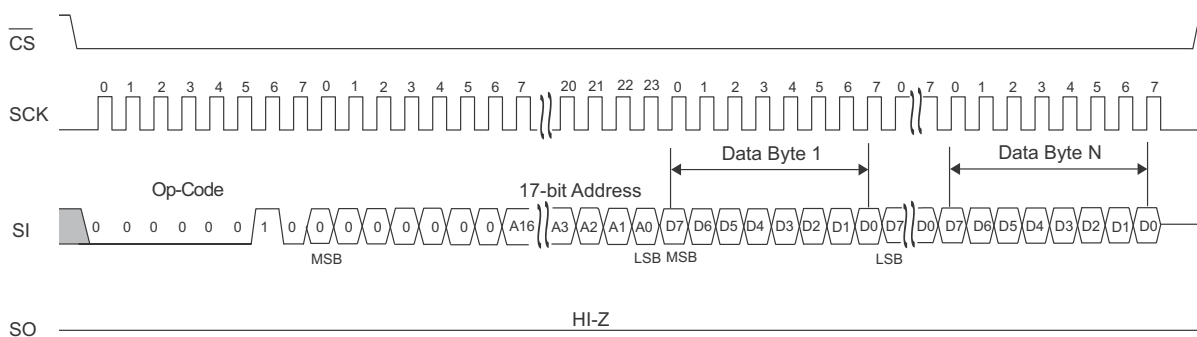 CS
0 1 2 3 4 5 6 7 0 1 2 3 4 5 6 7 20 21 22 23 0 1 2 3 4 5 6 7 0 7 0 1 2 3 4 5 6 7
SCK
Data Byte 1 Data Byte N
Op-Code 17-bit Address
SI 0 0 0 0 0 0 1 0 0 0 0 0 0 0 0 A16 A3 A2 A1 A0 D7 D6 D5 D4 D3 D2 D1 D0 D7 D0 D7 D6 D5 D4 D3 D2 D1 D0
MSB LSB MSB LSB
HI-Z
SO